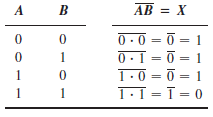 A B A̅B̅ = X
0 0 0̅ ̅·̅ ̅0̅ = 0̅ = 1
0 1 0̅ ̅·̅ ̅1̅ = 0̅ = 1
1 0 1̅ ̅·̅ ̅0̅ = 0̅ = 1
1 1 1̅ ̅·̅ ̅1̅ = 1̅ = 0